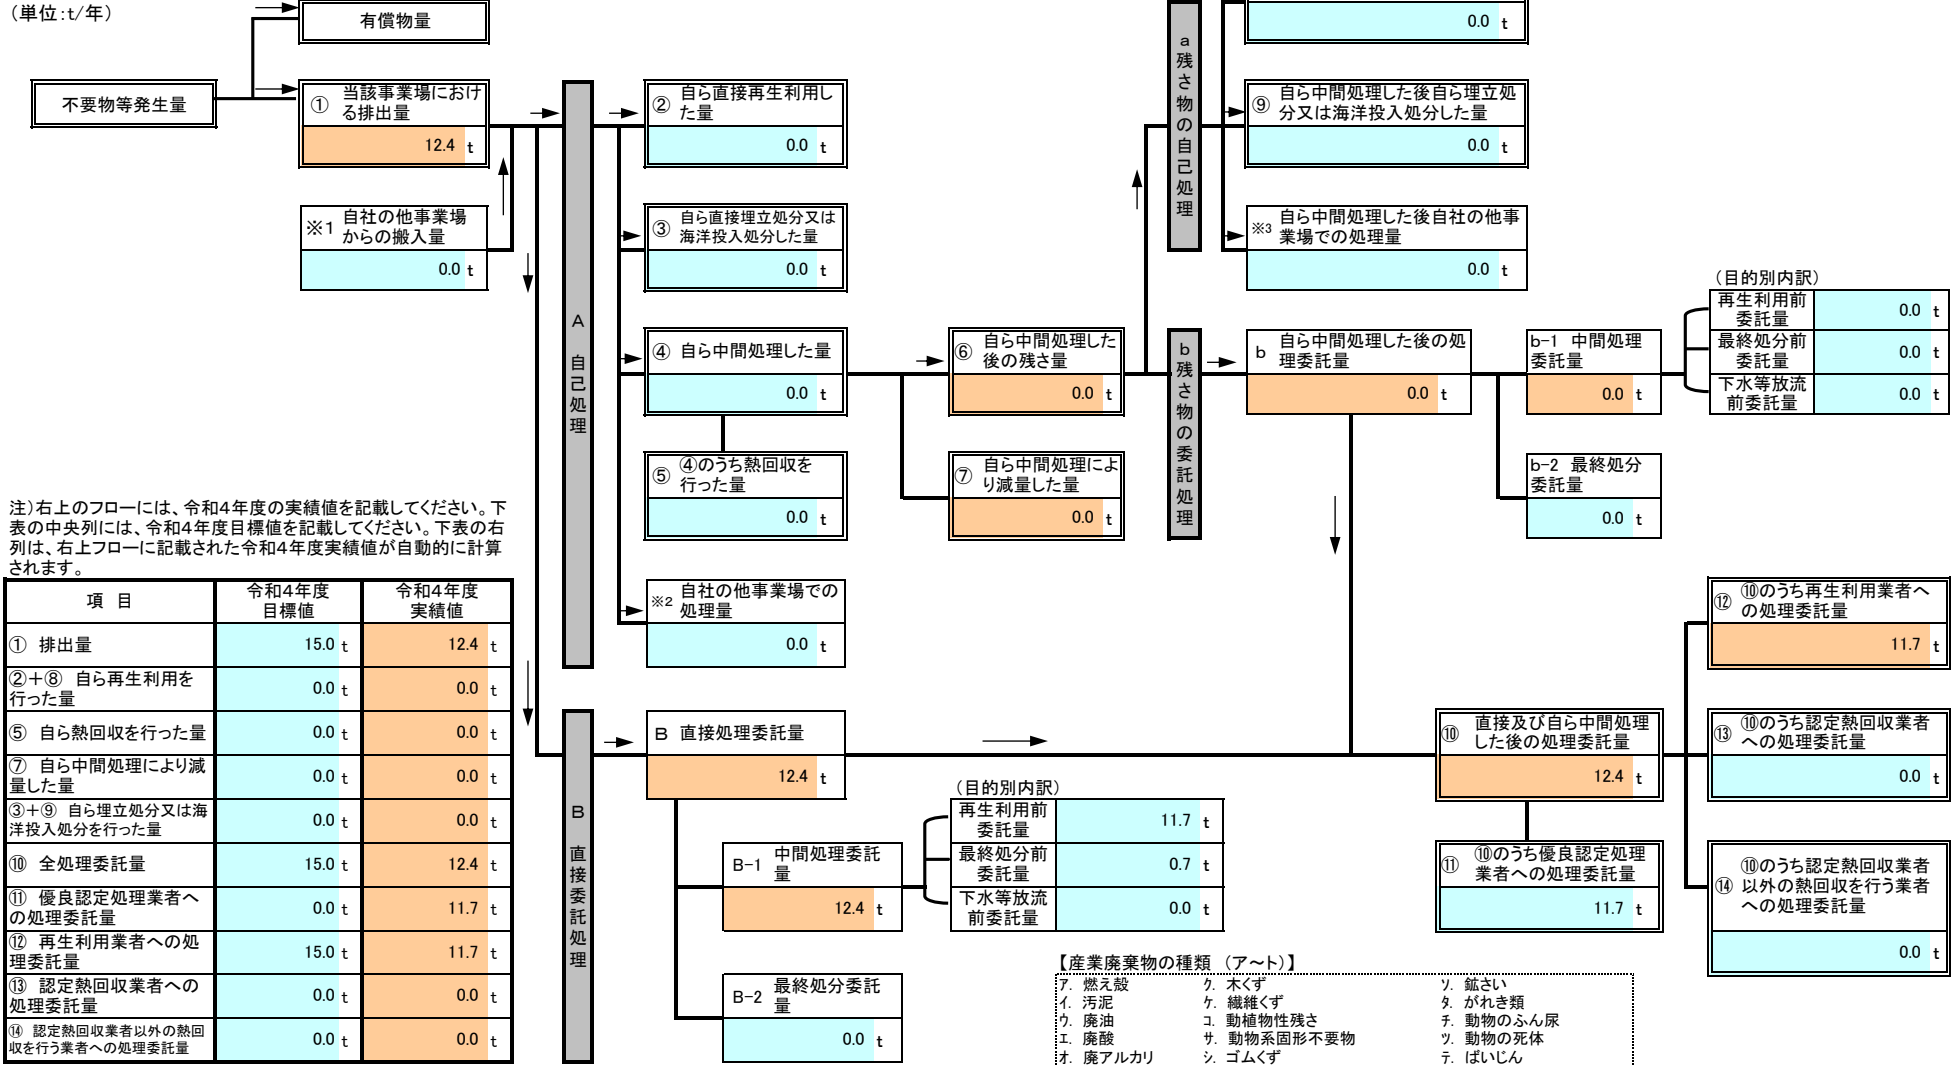 （単位：t/年）
有償物量
不要物等発生量
① 当該事業場におけ
る排出量
12.4 t
※1 自社の他事業場
からの搬入量
0.0 t
A 自己処理
② 自ら直接再生利用し
た量
0.0 t
③ 自ら直接埋立処分又は
海洋投入処分した量
0.0 t
④ 自ら中間処理した量
0.0 t
⑤ ④のうち熱回収を
行った量
0.0 t
※2 自社の他事業場での
処理量
0.0 t
⑥ 自ら中間処理した
後の残さ量
0.0 t
⑦ 自ら中間処理によ
り減量した量
0.0 t
a 残さ物の自己処理
0.0 t
⑨ 自ら中間処理した後自ら埋立処
分又は海洋投入処分した量
0.0 t
※3 自ら中間処理した後自社の他事
業場での処理量
0.0 t
b 残さ物の委託処理
b 自ら中間処理した後の処
理委託量
0.0 t
b-1 中間処理
委託量
0.0 t
（目的別内訳）
再生利用前
委託量 0.0 t
最終処分前
委託量 0.0 t
下水等放流
前委託量 0.0 t
b-2 最終処分
委託量
0.0 t
注）右上のフローには、令和４年度の実績値を記載してください。下
表の中央列には、令和４年度目標値を記載してください。下表の右
列は、右上フローに記載された令和４年度実績値が自動的に計算
されます。
項 目 令和４年度 目標値 令和４年度 実績値
① 排出量 15.0 t 12.4 t
②＋⑧ 自ら再生利用を
行った量 0.0 t 0.0 t
⑤ 自ら熱回収を行った量 0.0 t 0.0 t
⑦ 自ら中間処理により減
量した量 0.0 t 0.0 t
③＋⑨ 自ら埋立処分又は海
洋投入処分を行った量 0.0 t 0.0 t
⑩ 全処理委託量 15.0 t 12.4 t
⑪ 優良認定処理業者へ
の処理委託量 0.0 t 11.7 t
⑫ 再生利用業者への処
理委託量 15.0 t 11.7 t
⑬ 認定熱回収業者への
処理委託量 0.0 t 0.0 t
⑭ 認定熱回収業者以外の熱回
収を行う業者への処理委託量 0.0 t 0.0 t
B 直接委託処理
B 直接処理委託量
12.4 t
B-1 中間処理委託
量
12.4 t
（目的別内訳）
再生利用前
委託量 11.7 t
最終処分前
委託量 0.7 t
下水等放流
前委託量 0.0 t
B-2 最終処分委託
量
0.0 t
⑩ 直接及び自ら中間処理
した後の処理委託量
12.4 t
⑪ ⑩のうち優良認定処理
業者への処理委託量
11.7 t
⑫ ⑩のうち再生利用業者へ
の処理委託量
11.7 t
⑬ ⑩のうち認定熱回収業者
への処理委託量
0.0 t
⑭ ⑩のうち認定熱回収業者
以外の熱回収を行う業者
への処理委託量
0.0 t
【産業廃棄物の種類 （ア～ト）】
ア. 燃え殻 ク. 木くず ソ. 鉱さい
イ. 汚泥 ケ. 繊維くず タ. がれき類
ウ. 廃油 コ. 動植物性残さ チ. 動物のふん尿
エ. 廃酸 サ. 動物系固形不要物 ツ. 動物の死体
オ. 廃アルカリ シ. ゴムくず テ. ばいじん